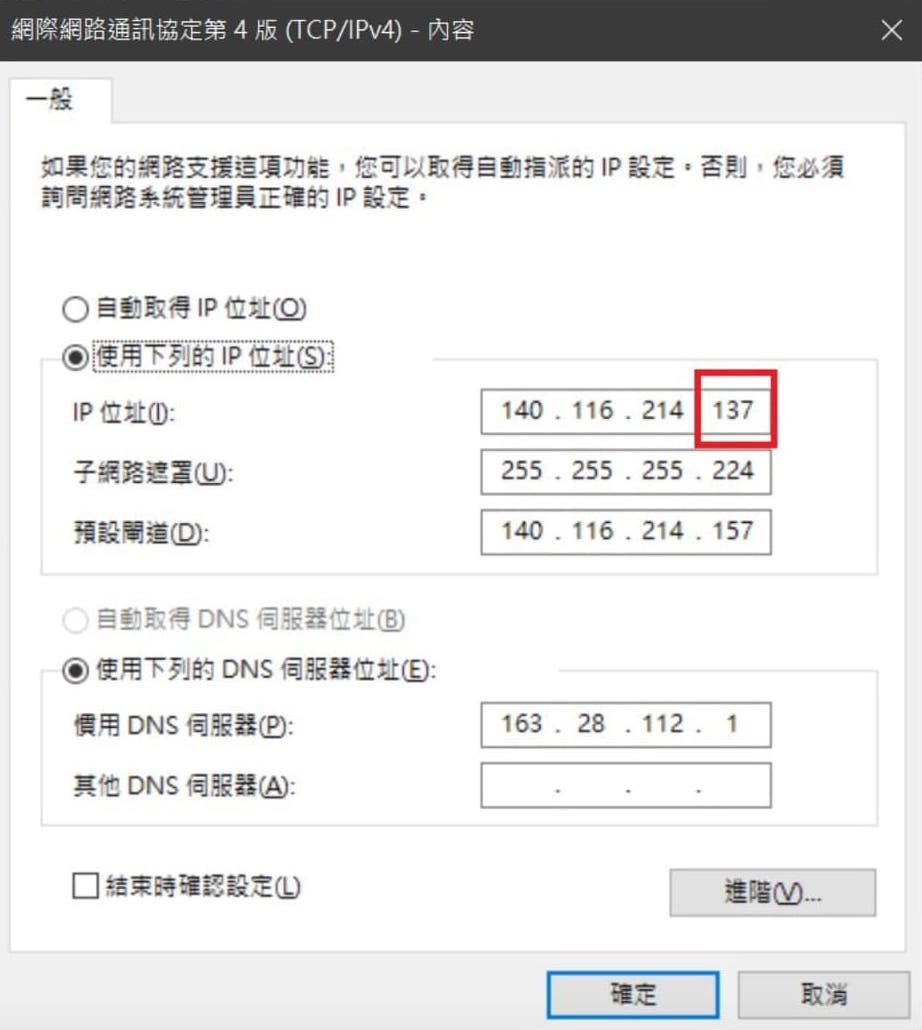 網際網路通訊協定第 4 版 (TCP/IPv4) - 內容
一般
如果您的網路支援這項功能，您可以取得自動指派的 IP 設定。否則，您必須
詢問網路系統管理員正確的 IP 設定。
自動取得 IP 位址(O)
使用下列的 IP 位址(S):
IP 位址(I): 140 . 116 . 214 137
子網路遮罩(U): 255 . 255 . 255 . 224
預設閘道(D): 140 . 116 . 214 . 157
自動取得 DNS 伺服器位址(B)
使用下列的 DNS 伺服器位址(E):
慣用 DNS 伺服器(P): 163 . 28 . 112 . 1
其他 DNS 伺服器(A): . . .
結束時確認設定(L)
進階(V)...
確定 取消